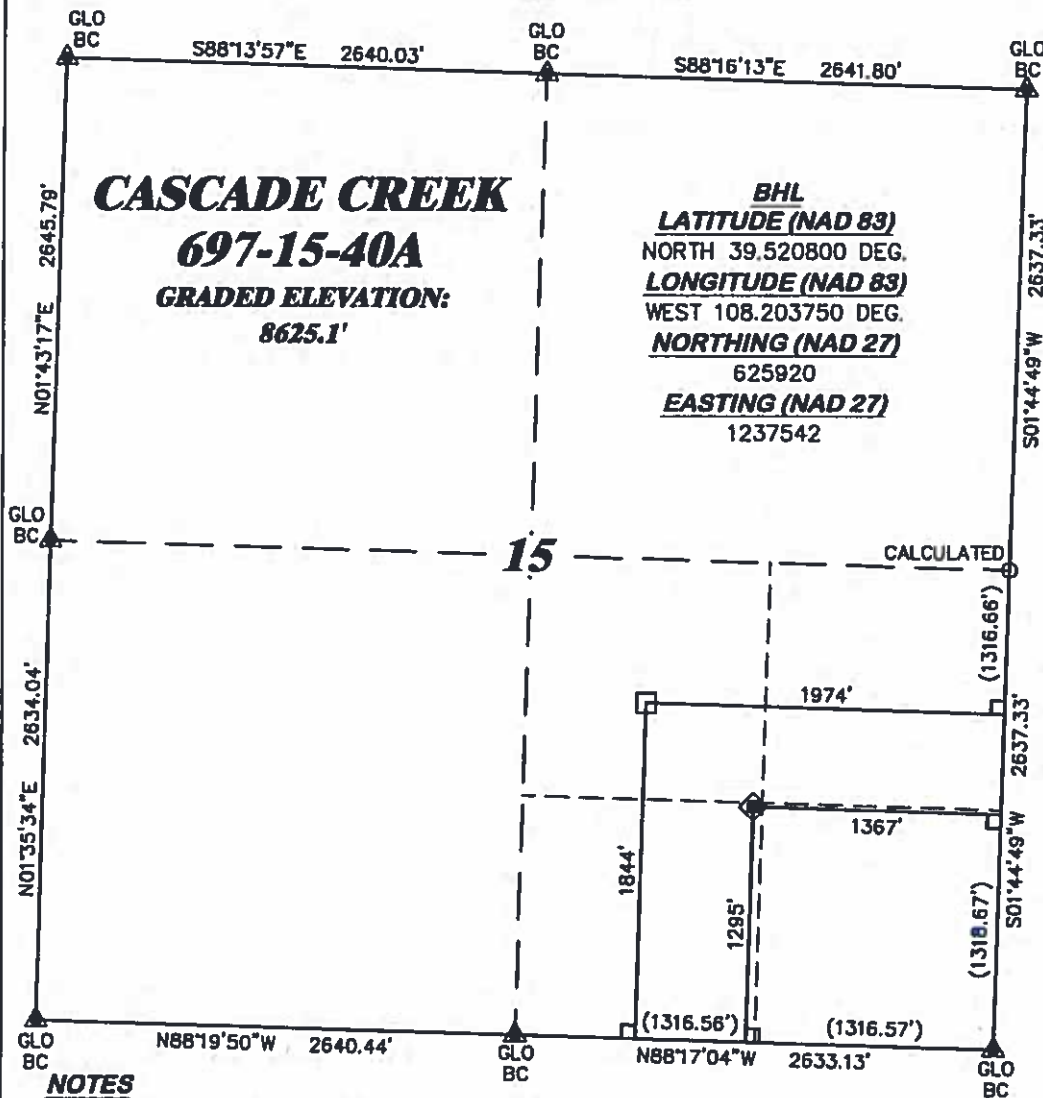 GLO
BC
S88°13'57"E 2640.03'
GLO
BC
S88°16'13"E 2641.80'
GLO
BC
CASCADE CREEK
697-15-40A
GRADED ELEVATION:
8625.1'
BHL
LATITUDE (NAD 83)
NORTH 39.520800 DEG.
LONGITUDE (NAD 83)
WEST 108.203750 DEG.
NORTHING (NAD 27)
625920
EASTING (NAD 27)
1237542
N01°43'17"E 2645.79'
S01°44'49"W 2637.33'
GLO
BC
15
CALCULATED
(1316.66')
1974'
S01°44'49"W 2637.33'
1367'
N01°35'34"E 2634.04'
1844'
1295'
(1318.67')
(1316.56')
(1316.57')
GLO
BC
N88°19'50"W 2640.44'
GLO
BC
N88°17'04"W 2633.13'
GLO
BC
NOTES